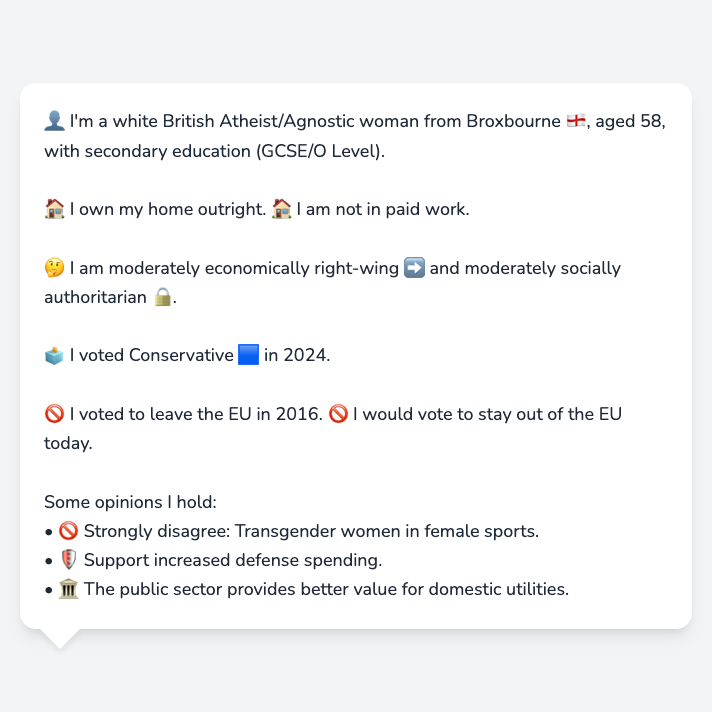 👤 I'm a white British Atheist/Agnostic woman from Broxbourne 🏴󠁧󠁢󠁥󠁮󠁧󠁿, aged 58,
with secondary education (GCSE/O Level).
🏠 I own my home outright. 🏠 I am not in paid work.
🤔 I am moderately economically right-wing ➡️ and moderately socially
authoritarian 🔒.
🗳️ I voted Conservative 🟦 in 2024.
🚫 I voted to leave the EU in 2016. 🚫 I would vote to stay out of the EU
today.
Some opinions I hold:
• 🚫 Strongly disagree: Transgender women in female sports.
• 🛡️ Support increased defense spending.
• 🏛️ The public sector provides better value for domestic utilities.